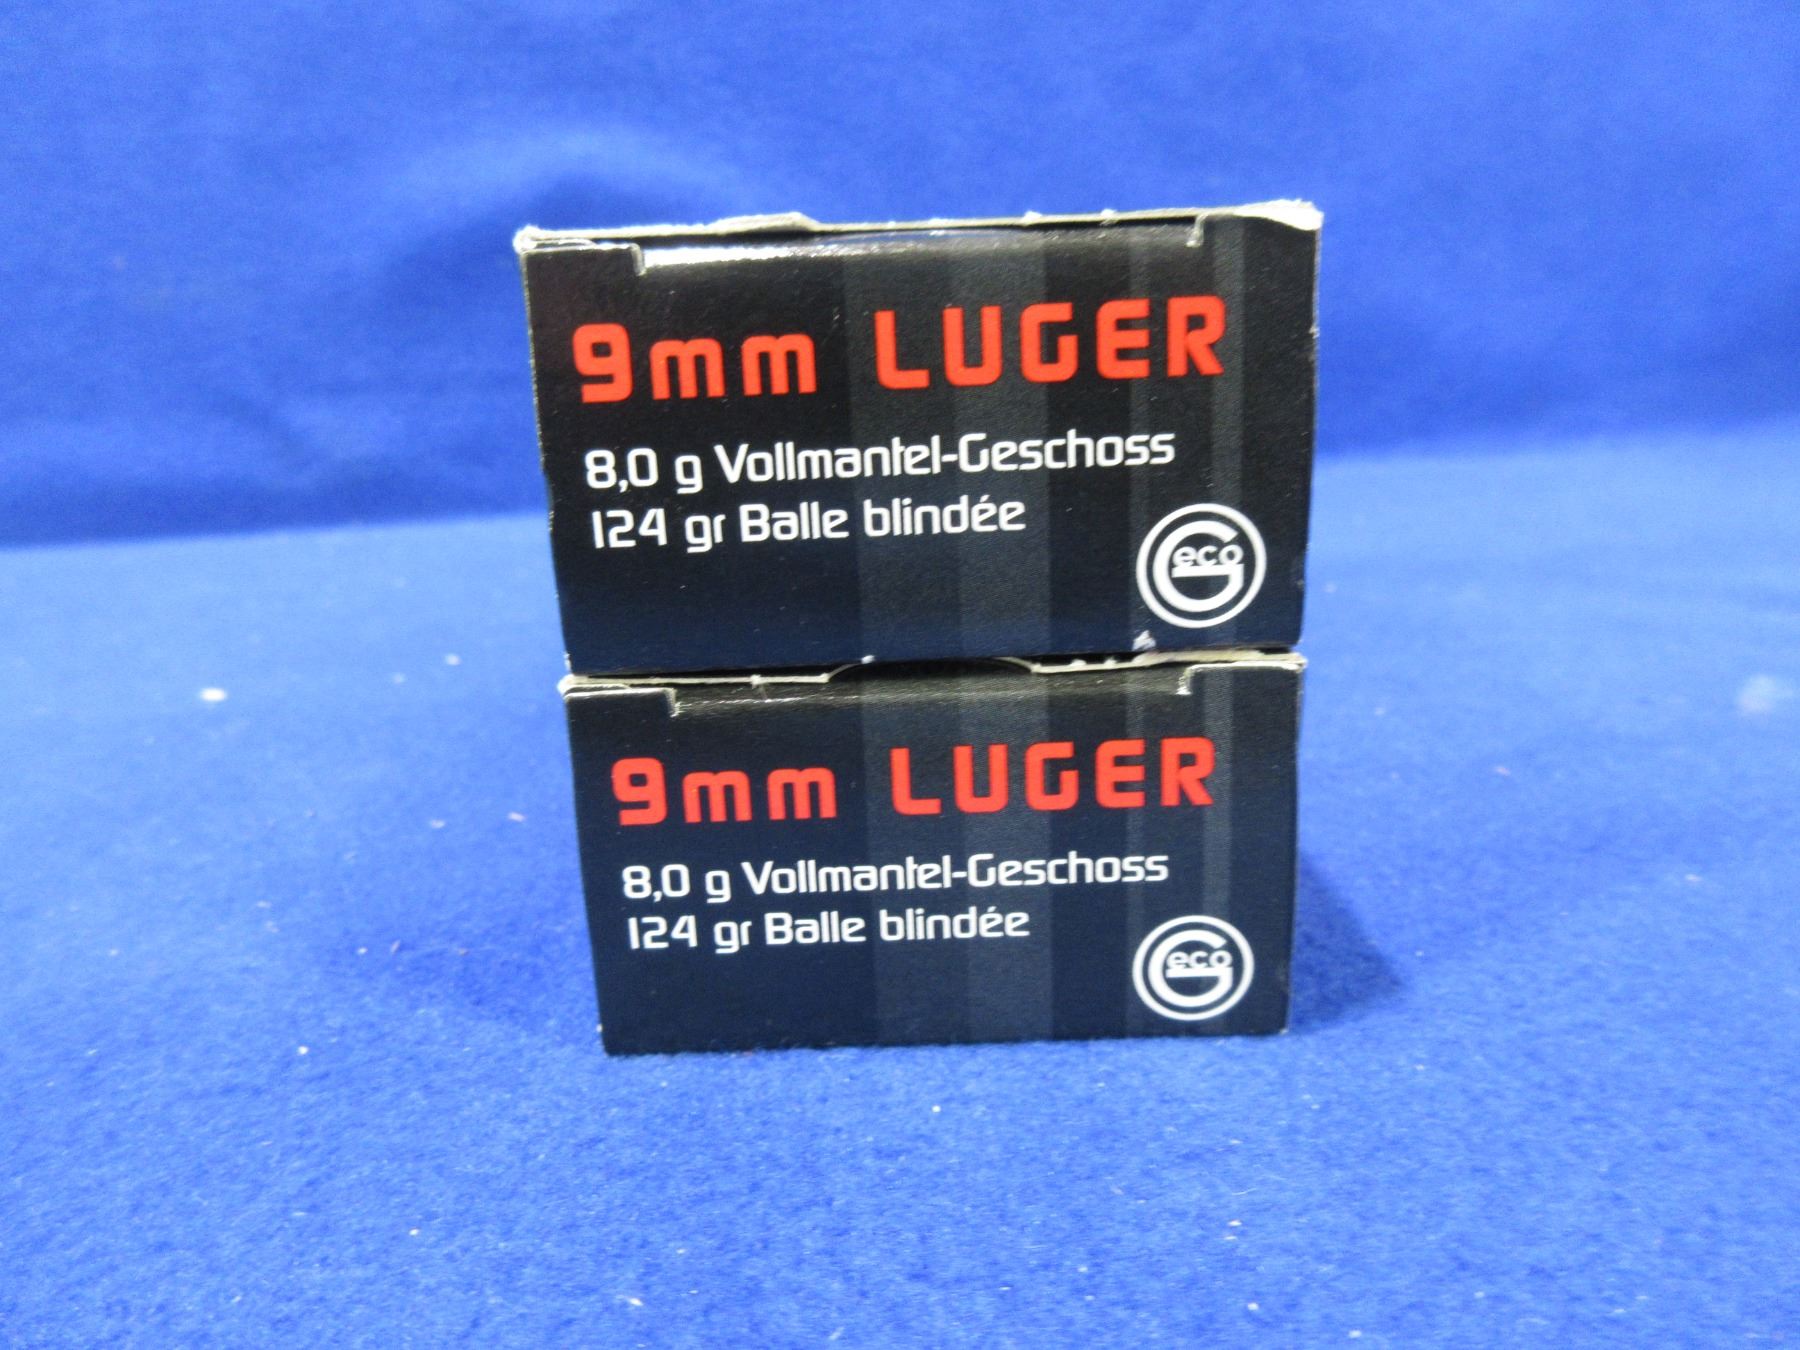 9mm LUGER
8,0 g Vollmantel-Geschoss
124 gr Balle blindée
Geco
9mm LUGER
8,0 g Vollmantel-Geschoss
124 gr Balle blindée
Geco